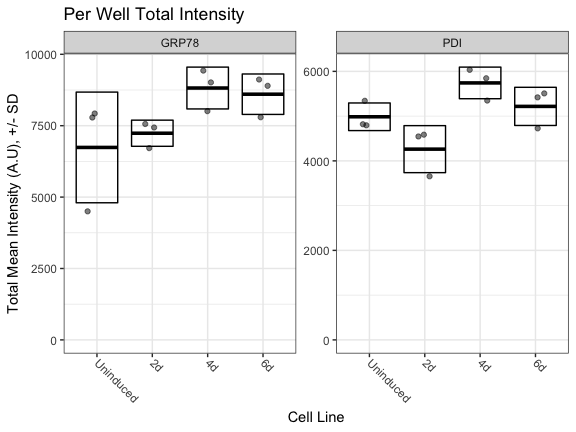 Per Well Total Intensity
GRP78
PDI
Total Mean Intensity (A.U), +/- SD
10000
7500
5000
2500
0
6000
4000
2000
0
Uninduced
2d
4d
6d
Uninduced
2d
4d
6d
Cell Line